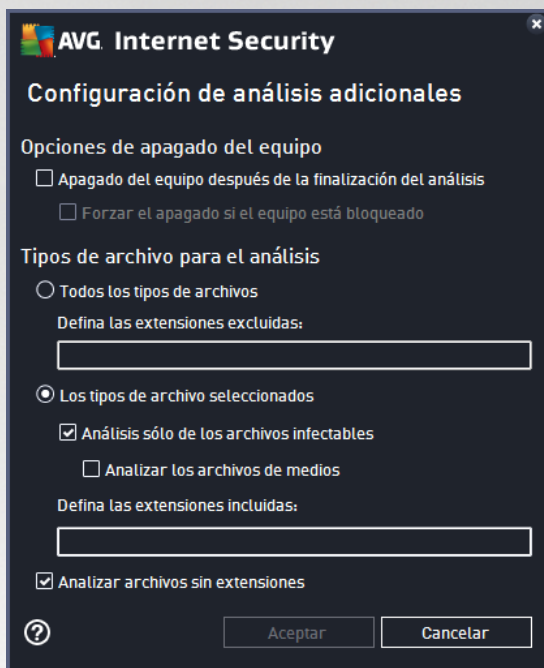 AVG. Internet Security
Configuración de análisis adicionales
Opciones de apagado del equipo
Apagado del equipo después de la finalización del análisis
Forzar el apagado si el equipo está bloqueado
Tipos de archivo para el análisis
Todos los tipos de archivos
Defina las extensiones excluidas:
Los tipos de archivo seleccionados
Análisis sólo de los archivos infectables
Analizar los archivos de medios
Defina las extensiones incluidas:
Analizar archivos sin extensiones
?
Aceptar
Cancelar